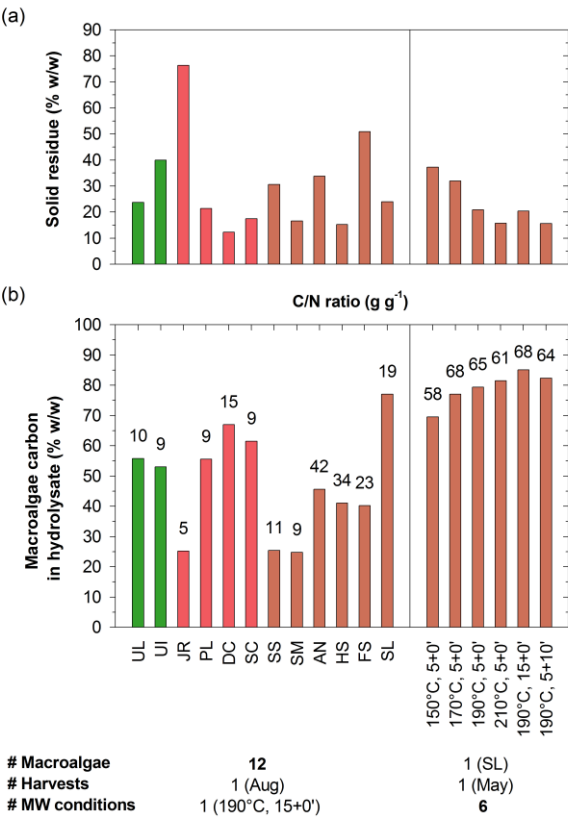 (a)
Solid residue (% w/w)
90
80
70
60
50
40
30
20
10
0
(b)
C/N ratio (g g⁻¹)
Macroalgae carbon
in hydrolysate (% w/w)
100
90
80
70
60
50
40
30
20
10
0
10
9
5
9
15
9
11
9
42
34
23
19
58
68
65
61
68
64
UL
UI
JR
PL
DC
SC
SS
SM
AN
HS
FS
SL
150°C, 5+0'
170°C, 5+0'
190°C, 5+0'
210°C, 5+0'
190°C, 15+0'
190°C, 5+10'
# Macroalgae 12 1 (SL)
# Harvests 1 (Aug) 1 (May)
# MW conditions 1 (190°C, 15+0') 6